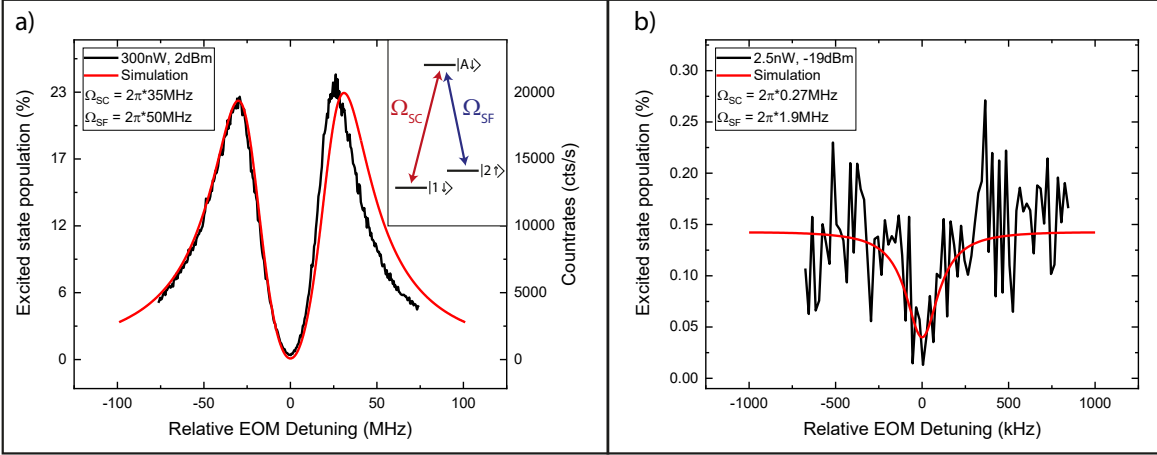 a)
300nW, 2dBm
Simulation
Ω_SC = 2π*35MHz
Ω_SF = 2π*50MHz
|A↓⟩
Ω_SC
Ω_SF
|1↓⟩
|2↑⟩
Excited state population (%)
23
17
12
6
0
20000
15000
10000
5000
0
Countrates (cts/s)
-100
-50
0
50
100
Relative EOM Detuning (MHz)
b)
2.5nW, -19dBm
Simulation
Ω_SC = 2π*0.27MHz
Ω_SF = 2π*1.9MHz
Excited state population (%)
0.30
0.25
0.20
0.15
0.10
0.05
0.00
-1000
-500
0
500
1000
Relative EOM Detuning (kHz)